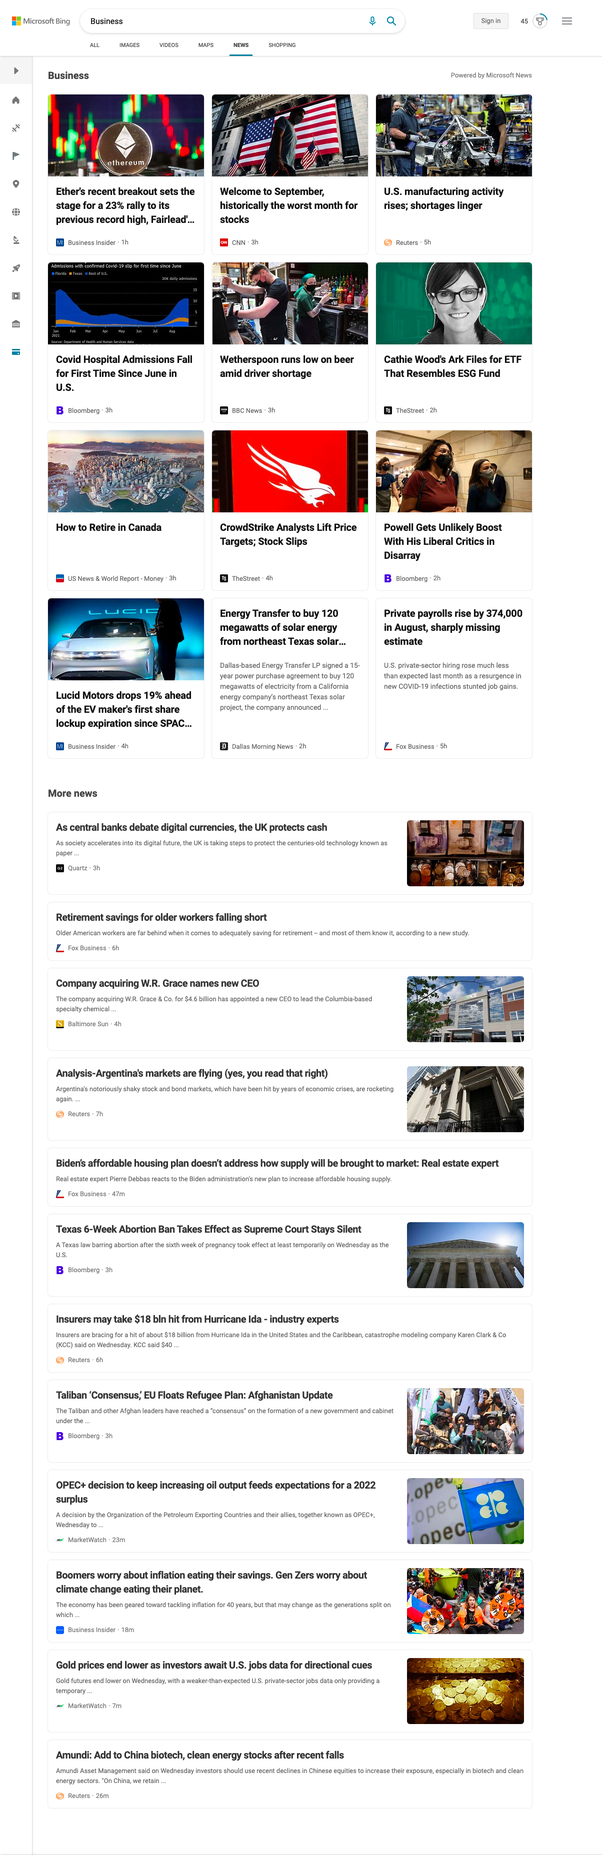 Microsoft Bing
Business
Sign in
45
ALL
IMAGES
VIDEOS
MAPS
NEWS
SHOPPING
Business
Powered by Microsoft News
ethereum
Ether's recent breakout sets the
stage for a 23% rally to its
previous record high, Fairlead'...
Business Insider · 1h
Welcome to September,
historically the worst month for
stocks
CNN · 3h
U.S. manufacturing activity
rises; shortages linger
Reuters · 5h
Admissions with confirmed Covid-19 slip for first time since June
Florida Texas Rest of U.S.
Source: Department of Health and Human Services
Covid Hospital Admissions Fall
for First Time Since June in
U.S.
Bloomberg · 3h
Wetherspoon runs low on beer
amid driver shortage
BBC News · 3h
Cathie Wood's Ark Files for ETF
That Resembles ESG Fund
TheStreet · 2h
How to Retire in Canada
US News & World Report - Money · 3h
CrowdStrike Analysts Lift Price
Targets; Stock Slips
TheStreet · 4h
Powell Gets Unlikely Boost
With His Liberal Critics in
Disarray
Bloomberg · 2h
LUCID
Lucid Motors drops 19% ahead
of the EV maker's first share
lockup expiration since SPAC...
Business Insider · 4h
Energy Transfer to buy 120
megawatts of solar energy
from northeast Texas solar...
Dallas-based Energy Transfer LP signed a 15-
year power purchase agreement to buy 120
megawatts of electricity from a California
energy company's northeast Texas solar
project, the company announced ...
Dallas Morning News · 2h
Private payrolls rise by 374,000
in August, sharply missing
estimate
U.S. private-sector hiring rose much less
than expected last month as a resurgence in
new COVID-19 infections stunted job gains.
Fox Business · 5h
More news
As central banks debate digital currencies, the UK protects cash
As society accelerates into its digital future, the UK is taking steps to protect the centuries-old technology known as
paper ...
Quartz · 3h
Retirement savings for older workers falling short
Older American workers are far behind when it comes to adequately saving for retirement – and most of them know it, according to a new study.
Fox Business · 6h
Company acquiring W.R. Grace names new CEO
The company acquiring W.R. Grace & Co. for $4.6 billion has appointed a new CEO to lead the Columbia-based
specialty chemical ...
Baltimore Sun · 4h
Analysis-Argentina's markets are flying (yes, you read that right)
Argentina's notoriously shaky stock and bond markets, which have been hit by years of economic crises, are rocketing
again. ...
Reuters · 7h
Biden's affordable housing plan doesn't address how supply will be brought to market: Real estate expert
Real estate expert Pierre Debbas reacts to the Biden administration's new plan to increase affordable housing supply.
Fox Business · 47m
Texas 6-Week Abortion Ban Takes Effect as Supreme Court Stays Silent
A Texas law barring abortion after the sixth week of pregnancy took effect at least temporarily on Wednesday as the
U.S.
Bloomberg · 3h
Insurers may take $18 bln hit from Hurricane Ida - industry experts
Insurers are bracing for a hit of about $18 billion from Hurricane Ida in the United States and the Caribbean, catastrophe modeling company Karen Clark & Co
(KCC) said on Wednesday. KCC said $40 ...
Reuters · 6h
Taliban 'Consensus,' EU Floats Refugee Plan: Afghanistan Update
The Taliban and other Afghan leaders have reached a "consensus" on the formation of a new government and cabinet
under the ...
Bloomberg · 3h
OPEC+ decision to keep increasing oil output feeds expectations for a 2022
surplus
A decision by the Organization of the Petroleum Exporting Countries and their allies, together known as OPEC+,
Wednesday to ...
MarketWatch · 23m
Boomers worry about inflation eating their savings. Gen Zers worry about
climate change eating their planet.
The economy has been geared toward tackling inflation for 40 years, but that may change as the generations split on
which ...
Business Insider · 18m
Gold prices end lower as investors await U.S. jobs data for directional cues
Gold futures end lower on Wednesday, with a weaker-than-expected U.S. private-sector jobs data only providing a
temporary ...
MarketWatch · 7m
Amundi: Add to China biotech, clean energy stocks after recent falls
Amundi Asset Management said on Wednesday investors should use recent declines in Chinese equities to increase their exposure, especially in biotech and clean
energy sectors. "On China, we retain ...
Reuters · 26m